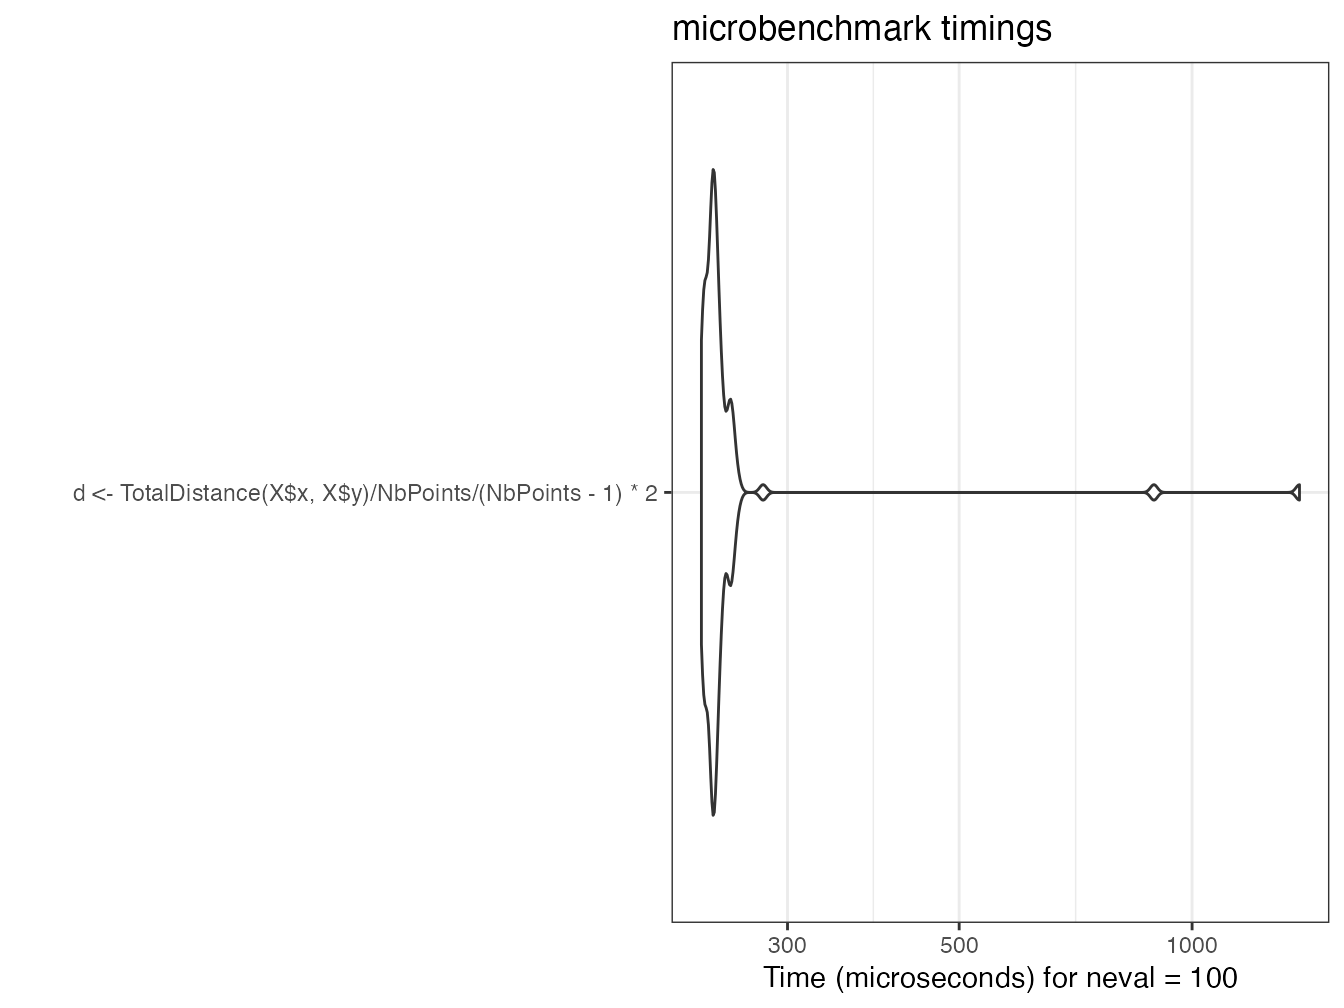 microbenchmark timings
d <- TotalDistance(X$x, X$y)/NbPoints/(NbPoints - 1) * 2
300 500 1000
Time (microseconds) for neval = 100